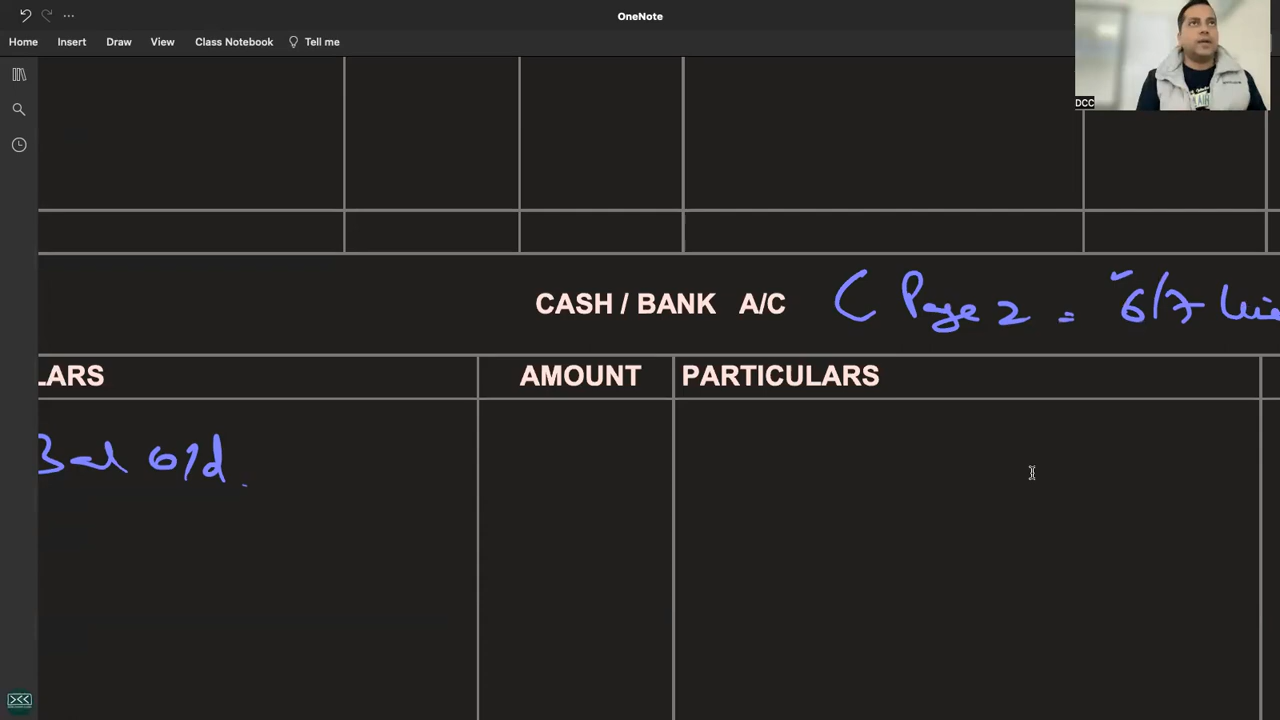 OneNote
Home Insert Draw View Class Notebook Tell me
DCC
CASH / BANK A/C ( Page 2 = 6/7 line
LARS AMOUNT PARTICULARS
Bal b/d